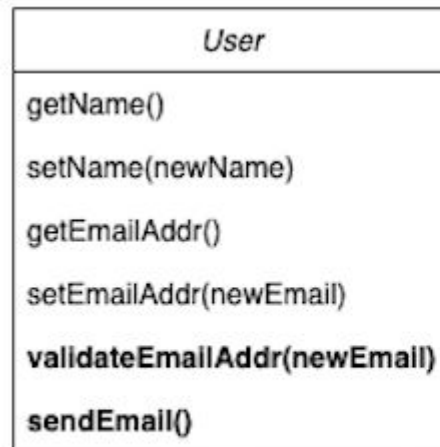 User
getName()
setName(newName)
getEmailAddr()
setEmailAddr(newEmail)
validateEmailAddr(newEmail)
sendEmail()